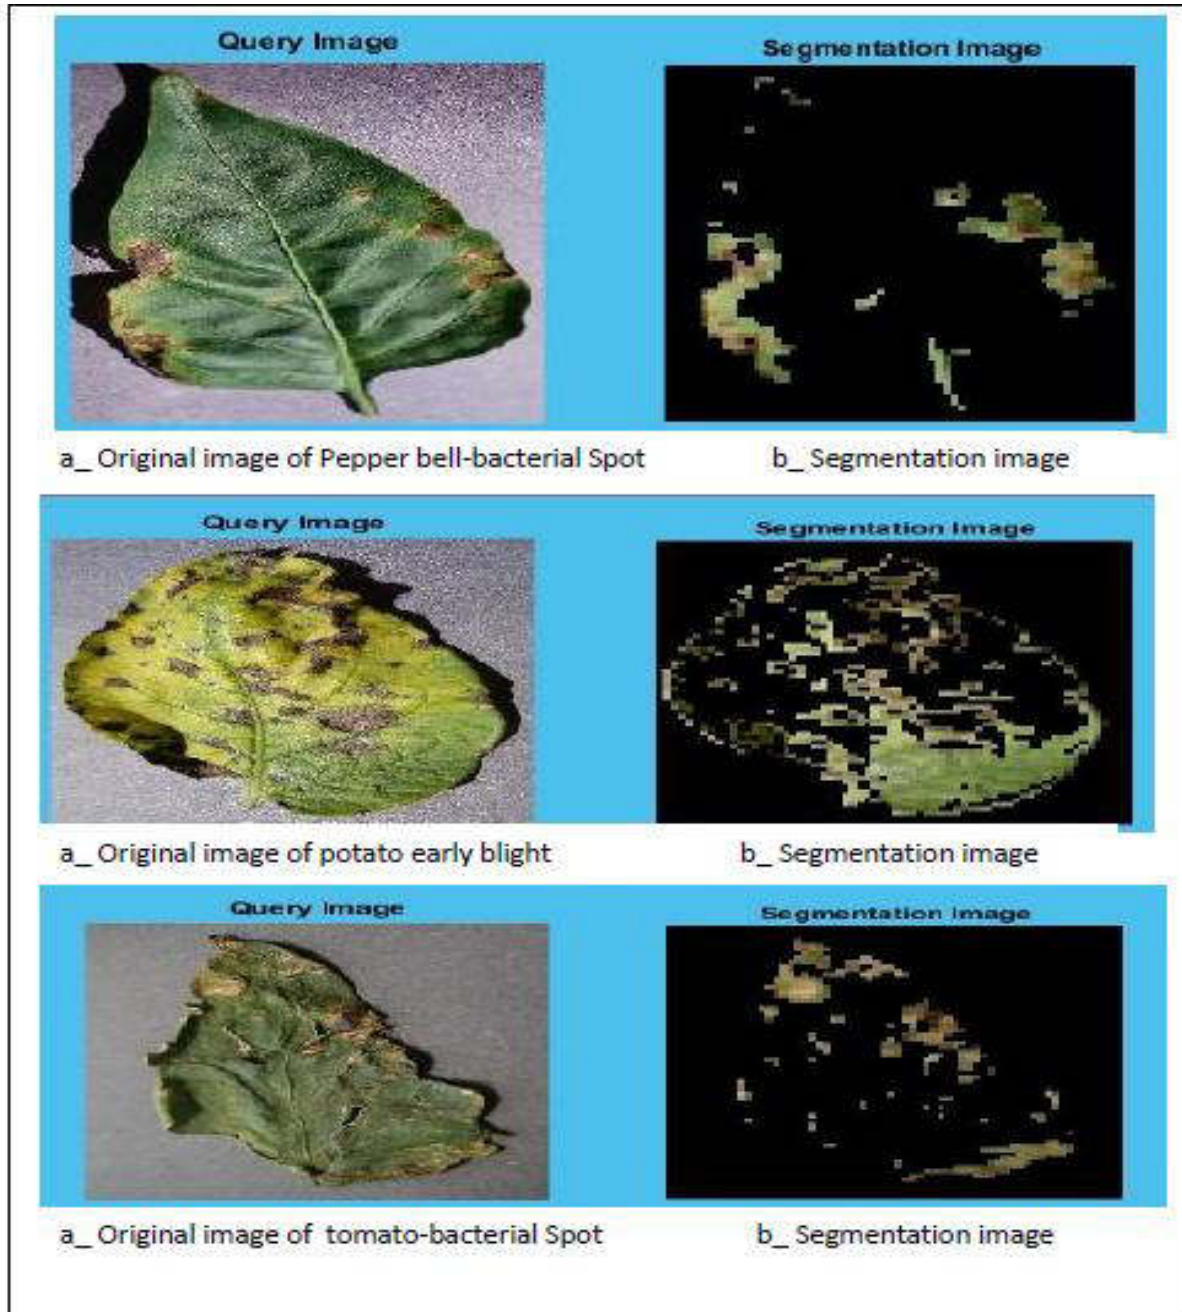 Query Image
Segmentation Image
a_ Original image of Pepper bell-bacterial Spot
b_ Segmentation image
Query Image
Segmentation Image
a_ Original image of potato early blight
b_ Segmentation image
Query Image
Segmentation Image
a_ Original image of tomato-bacterial Spot
b_ Segmentation image